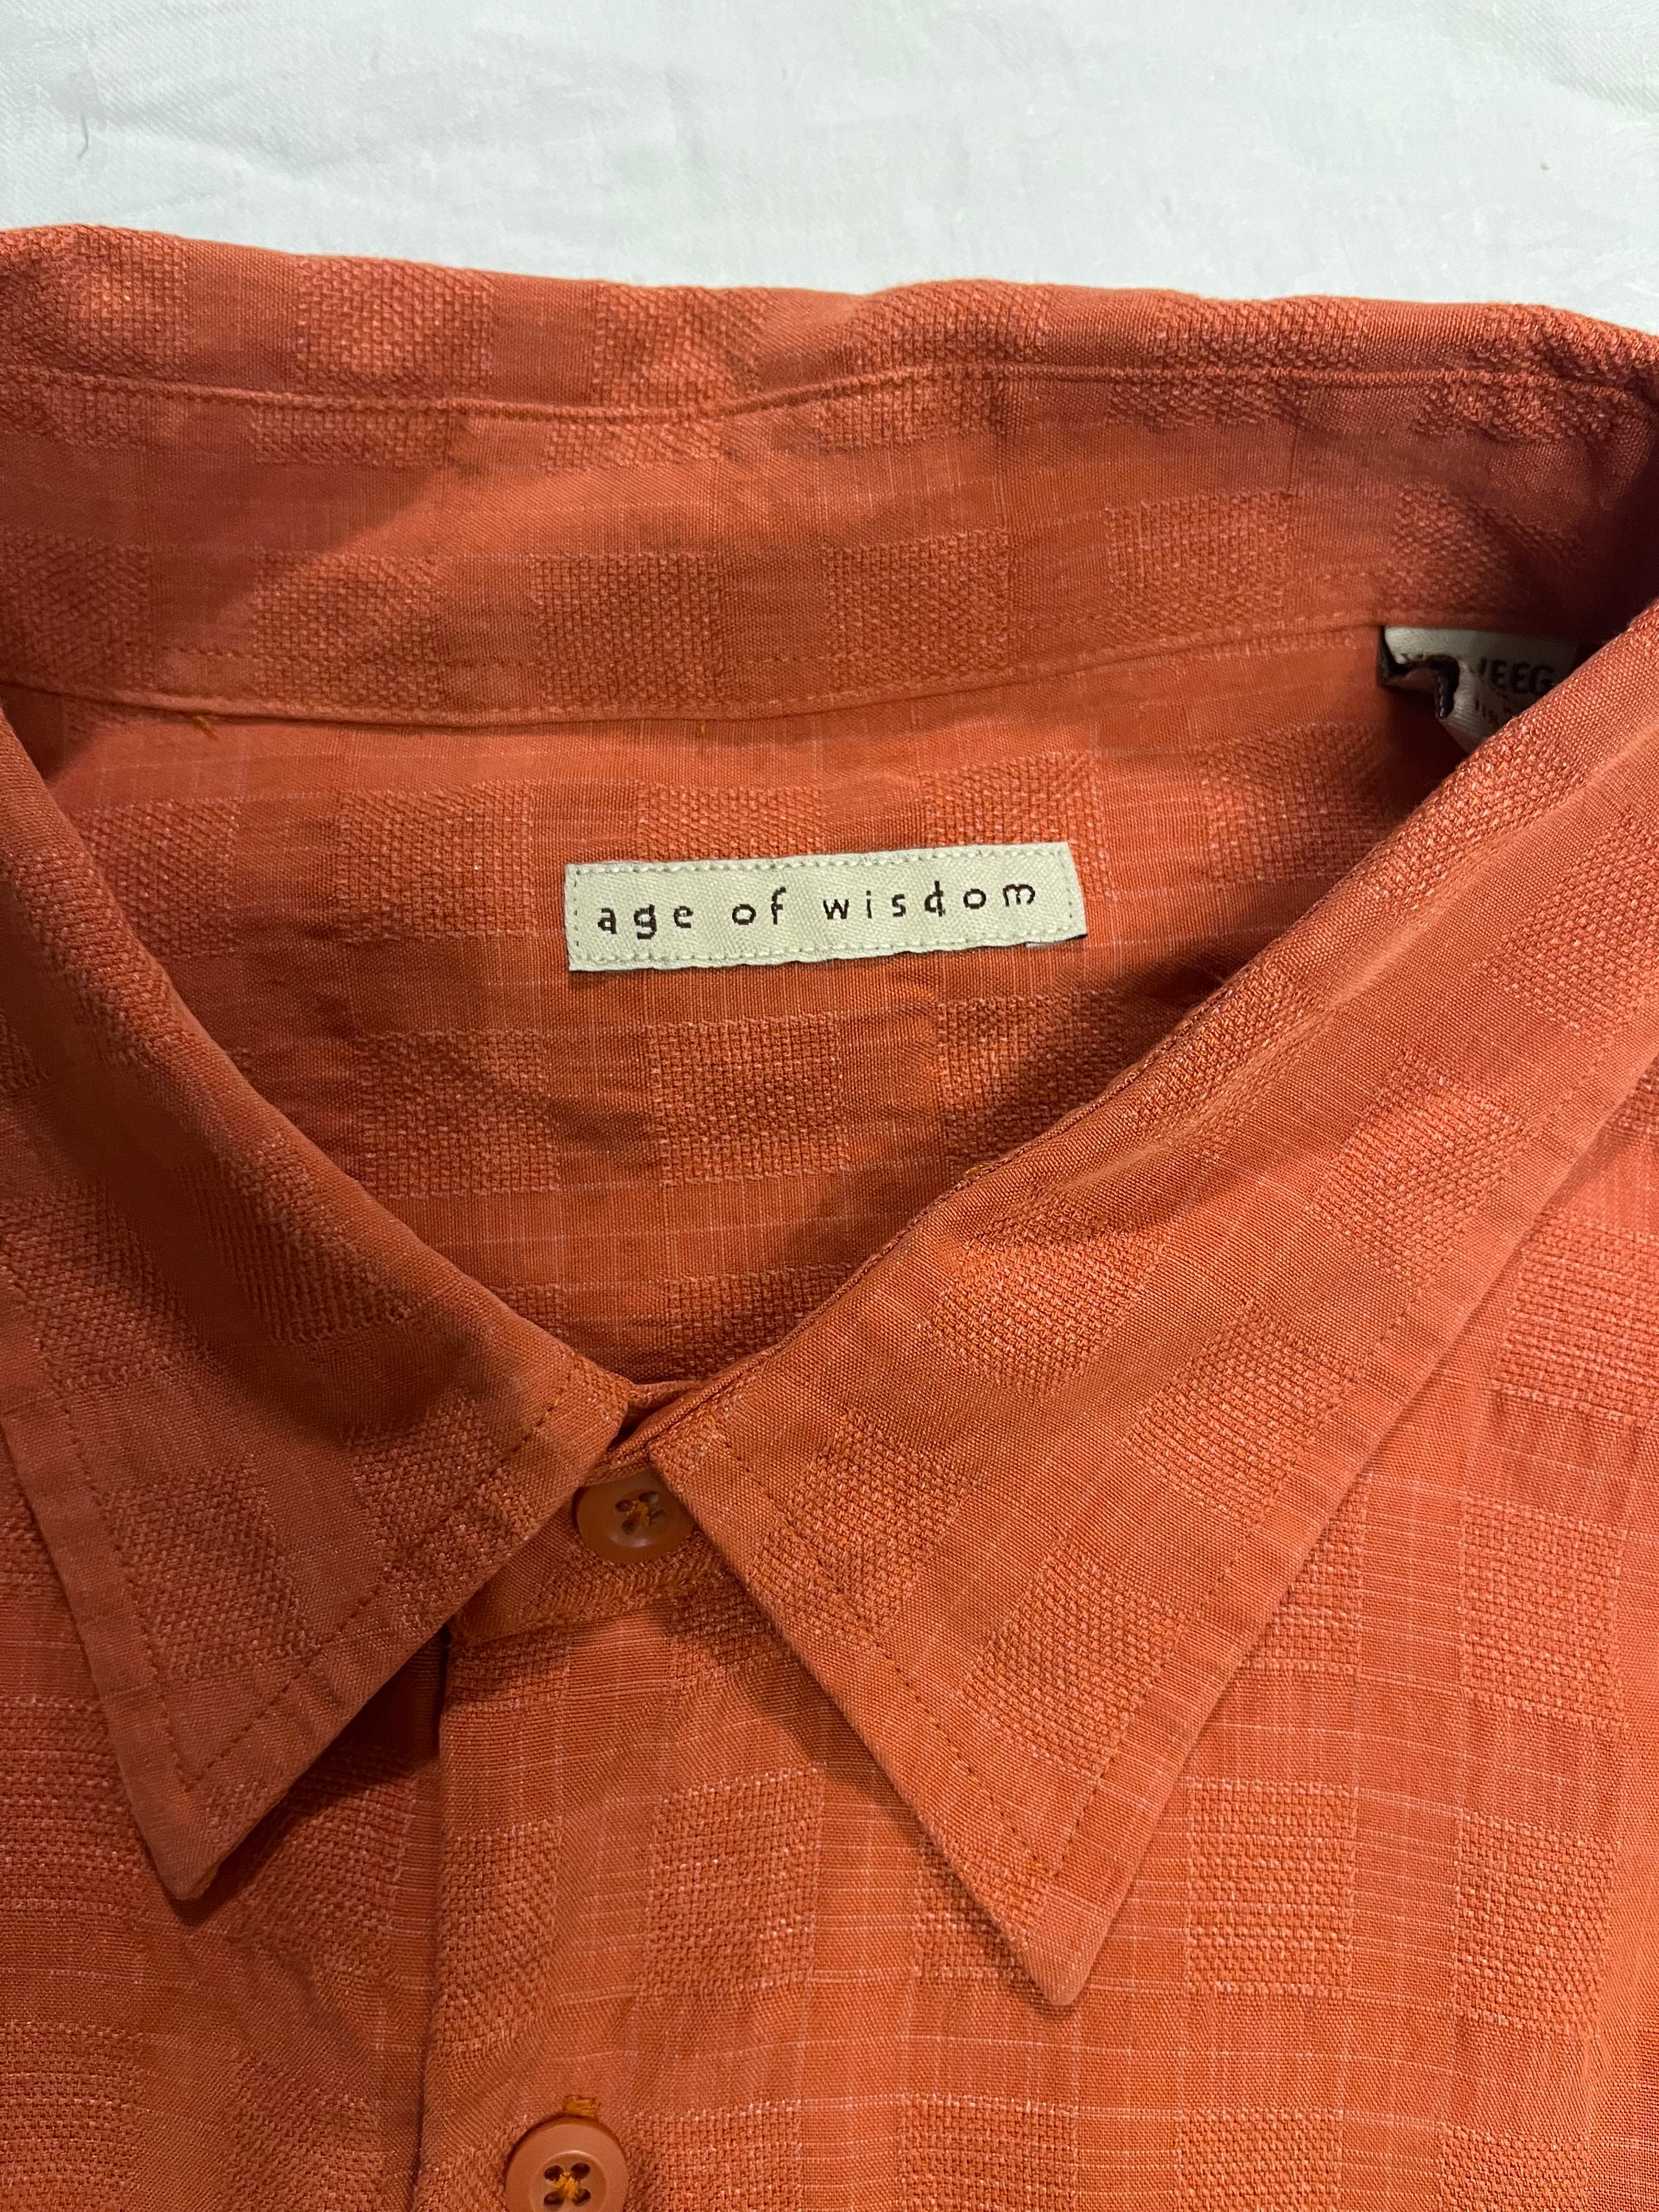 age of wisdom